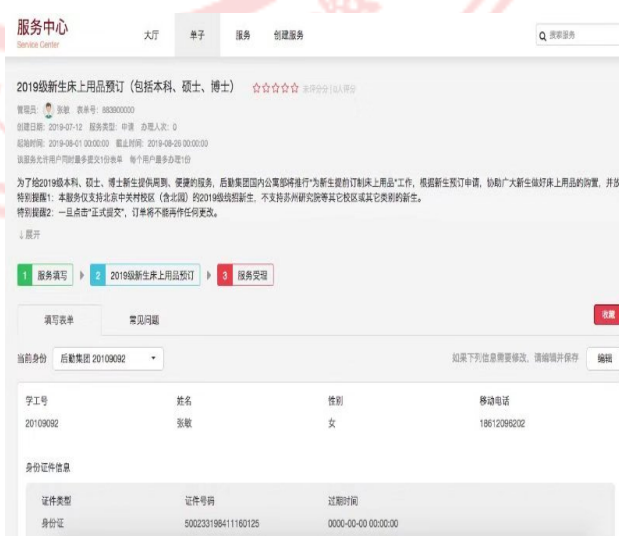 服务中心
Service Center
大厅 单子 服务 创建服务 搜索服务
2019级新生床上用品预订（包括本科、硕士、博士） 未评分分 | 0人评分
管理员： 张敏 表单号：883900000
创建日期：2019-07-12 服务类型：申请 办理人次：0
起始时间：2019-08-01 00:00:00 截止时间：2019-08-26 00:00:00
该服务允许用户同时最多提交1份表单 每个用户最多办理1份
为了给2019级本科、硕士、博士新生提供周到、便捷的服务，后勤集团国内公寓部将推行"为新生提前订制床上用品"工作，根据新生预订申请，协助广大新生做好床上用品的购置，并放
特别提醒1：本服务仅支持北京中关村校区（含北园）的2019级统招新生，不支持苏州研究院等其它校区或其它类别的新生。
特别提醒2：一旦点击"正式提交"，订单将不能再作任何更改。
↓展开
1 服务填写 2 2019级新生床上用品预订 3 服务受理
填写表单 常见问题 收藏
当前身份 后勤集团 20109092 如果下列信息需要修改，请编辑并保存 编辑
学工号 姓名 性别 移动电话
20109092 张敏 女 18612096202
身份证件信息
证件类型 证件号码 过期时间
身份证 500233198411160125 0000-00-00 00:00:00